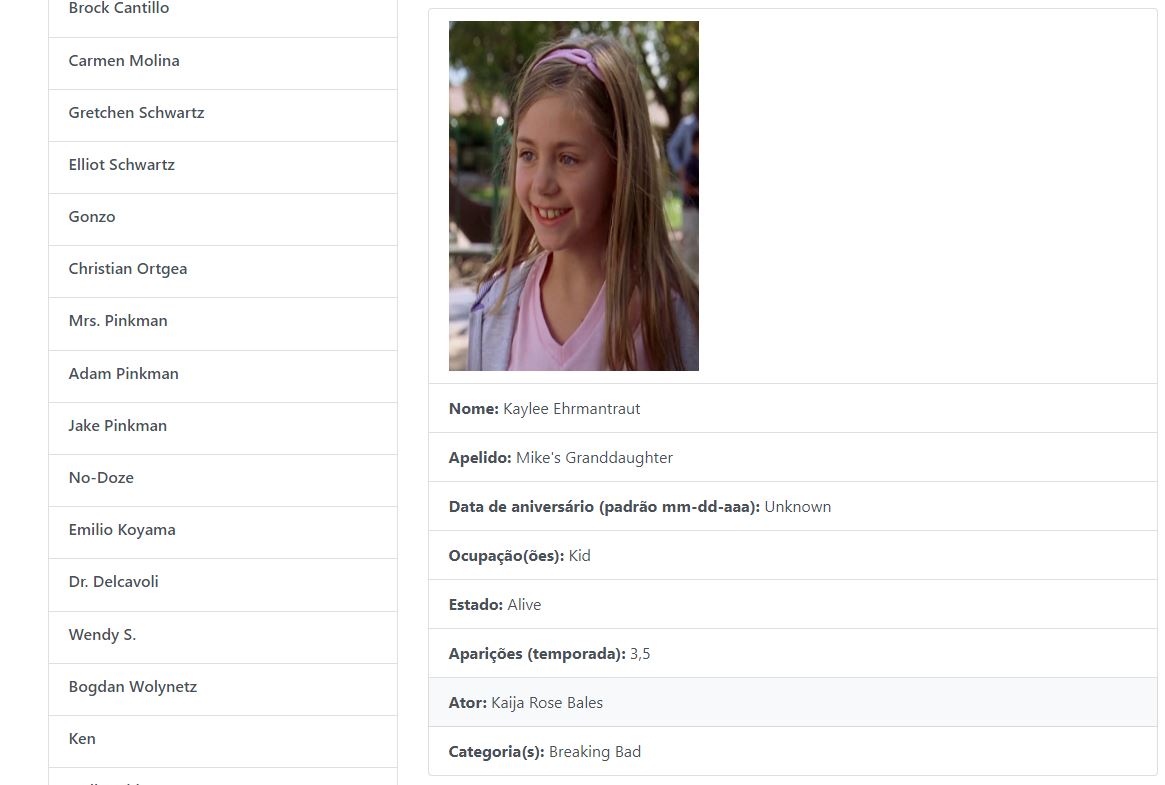 Brock Cantillo
Carmen Molina
Gretchen Schwartz
Elliot Schwartz
Gonzo
Christian Ortgea
Mrs. Pinkman
Adam Pinkman
Jake Pinkman
No-Doze
Emilio Koyama
Dr. Delcavoli
Wendy S.
Bogdan Wolynetz
Ken
Nome: Kaylee Ehrmantraut
Apelido: Mike's Granddaughter
Data de aniversário (padrão mm-dd-aaa): Unknown
Ocupação(ões): Kid
Estado: Alive
Aparições (temporada): 3,5
Ator: Kaija Rose Bales
Categoria(s): Breaking Bad